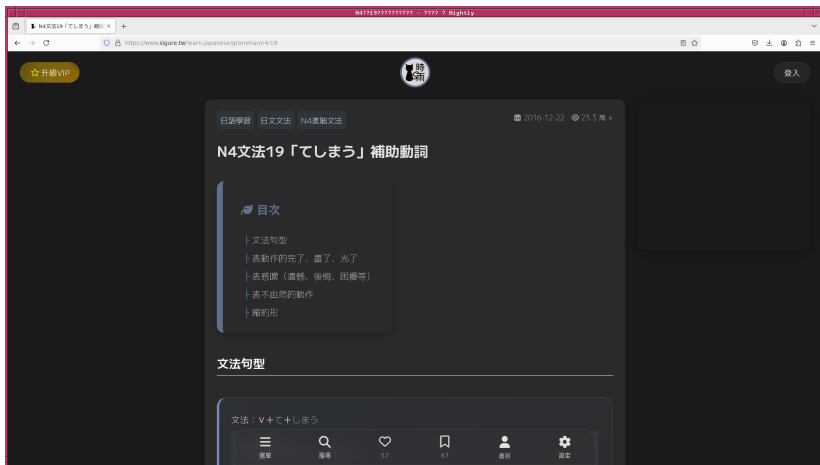 N4??19?????????? - ???? ? Nightly
N4文法19「てしまう」補
https://www.sigure.tw/learn-japanese/grammar/n4/19
升級VIP
時雨
登入
日語學習 日文文法 N4進階文法
2016-12-22 23.3 萬 +
N4文法19「てしまう」補助動詞
目次
文法句型
表動作的完了、盡了、光了
表感嘆（遺憾、後悔、困擾等）
表不由然的動作
縮約形
文法句型
文法：V＋て＋しまう
選單 搜尋 57 67 書房 設定